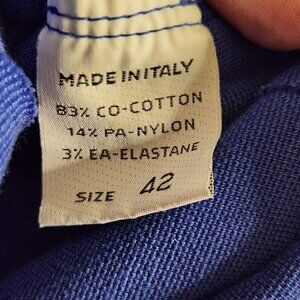 MADE IN ITALY
83% CO-COTTON
14% PA-NYLON
3% EA-ELASTANE
SIZE 42